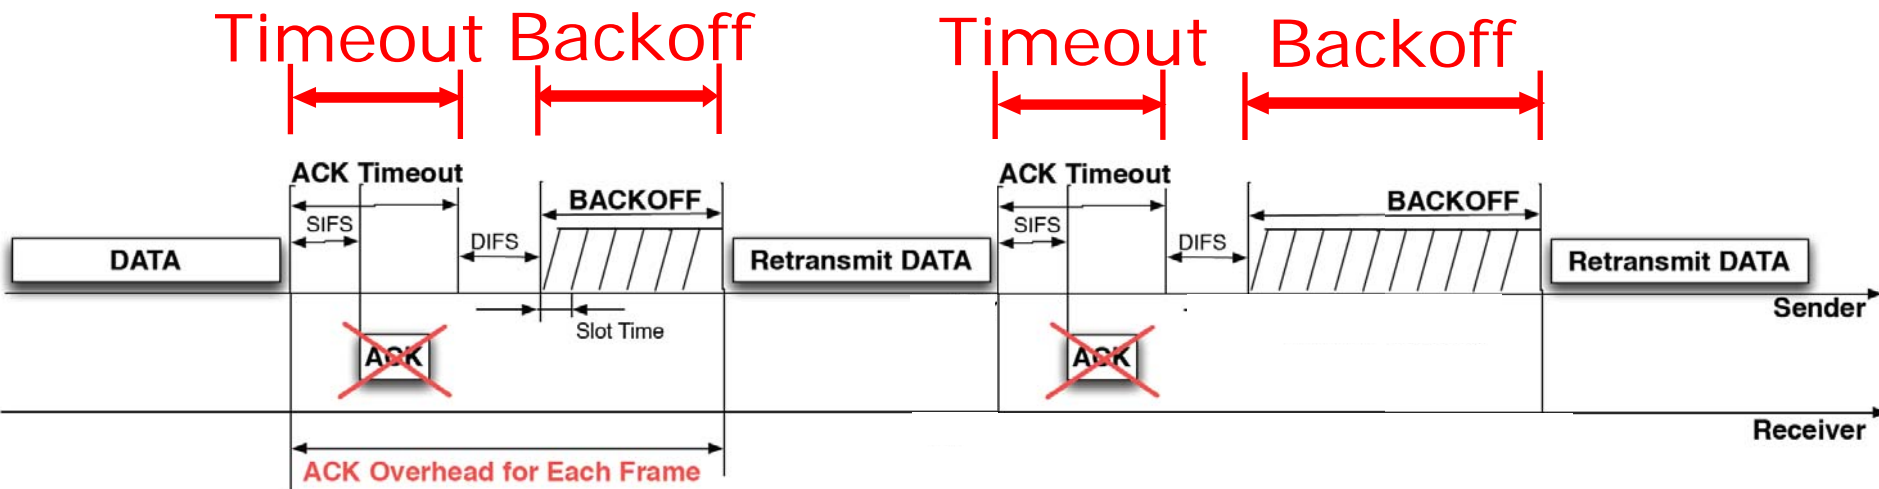 Timeout Backoff Timeout Backoff
ACK Timeout ACK Timeout
BACKOFF BACKOFF
SIFS SIFS
DIFS DIFS
DATA Retransmit DATA Retransmit DATA
Sender
Slot Time
ACK ACK
Receiver
ACK Overhead for Each Frame